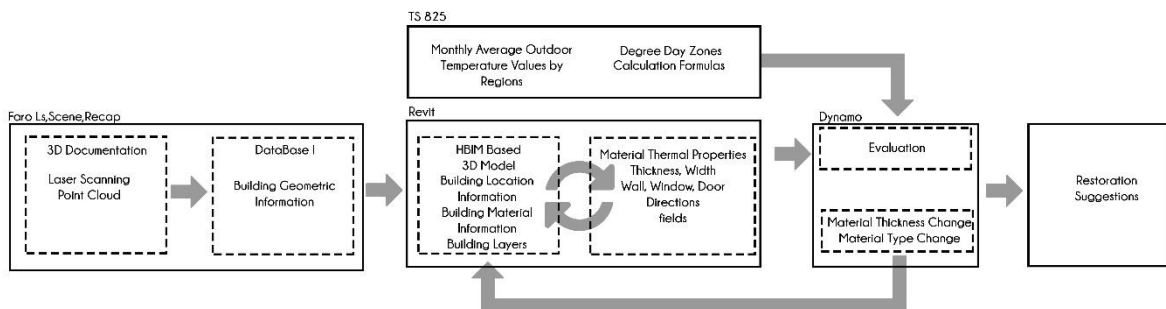 TS 825
Monthly Average Outdoor
Temperature Values by
Regions
Degree Day Zones
Calculation Formulas
Faro Ls,Scene,Recap
3D Documentation
Laser Scanning
Point Cloud
DataBase I
Building Geometric
Information
Revit
HBIM Based
3D Model
Building Location
Information
Building Material
Information
Building Layers
Material Thermal Properties
Thickness, Width
Wall, Window, Door
Directions
fields
Dynamo
Evaluation
Material Thickness Change
Material Type Change
Restoration
Suggestions